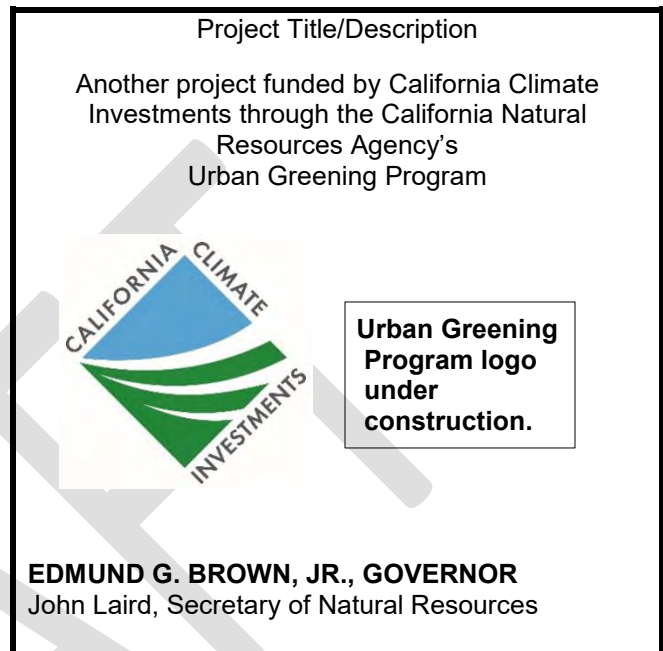 Project Title/Description
Another project funded by California Climate
Investments through the California Natural
Resources Agency's
Urban Greening Program
CALIFORNIA CLIMATE
INVESTMENTS
Urban Greening
Program logo
under
construction.
EDMUND G. BROWN, JR., GOVERNOR
John Laird, Secretary of Natural Resources